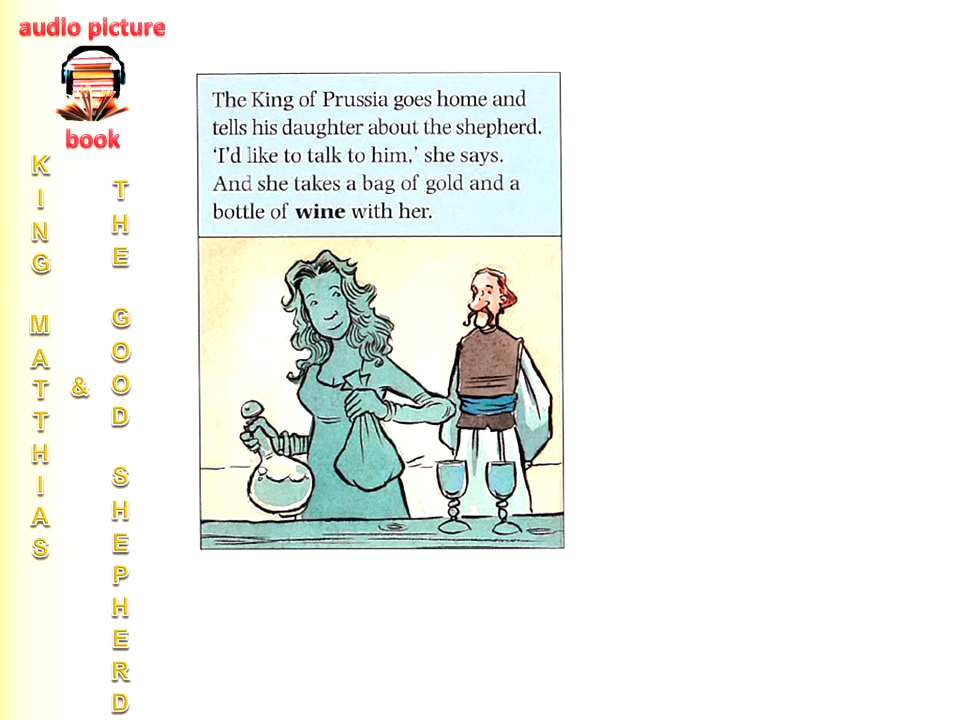 audio picture
book
KING MATTHIAS
&
THE GOOD SHEPHERD
The King of Prussia goes home and
tells his daughter about the shepherd.
‘I’d like to talk to him,’ she says.
And she takes a bag of gold and a
bottle of wine with her.